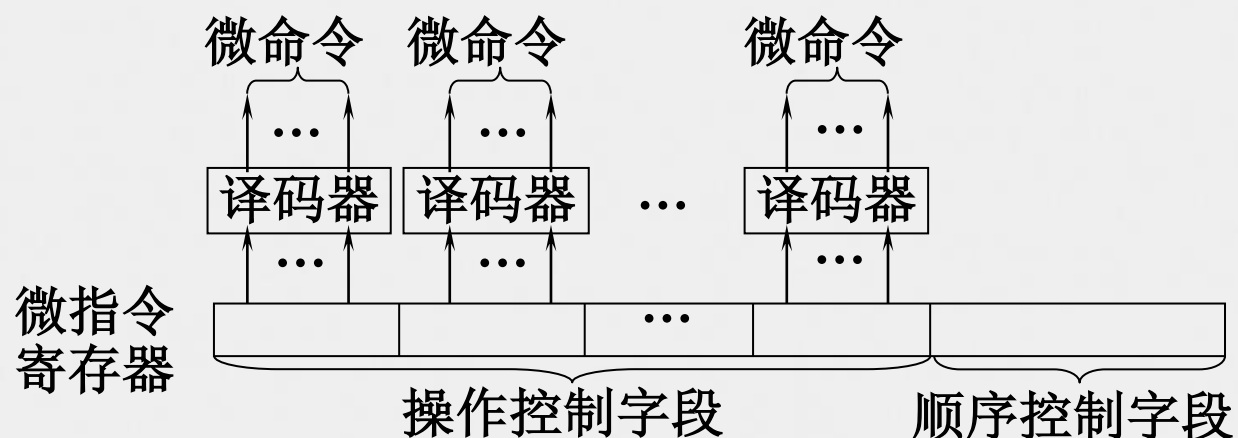 微命令 微命令 微命令
… … …
译码器 译码器 … 译码器
… … …
微指令 …
寄存器
操作控制字段 顺序控制字段